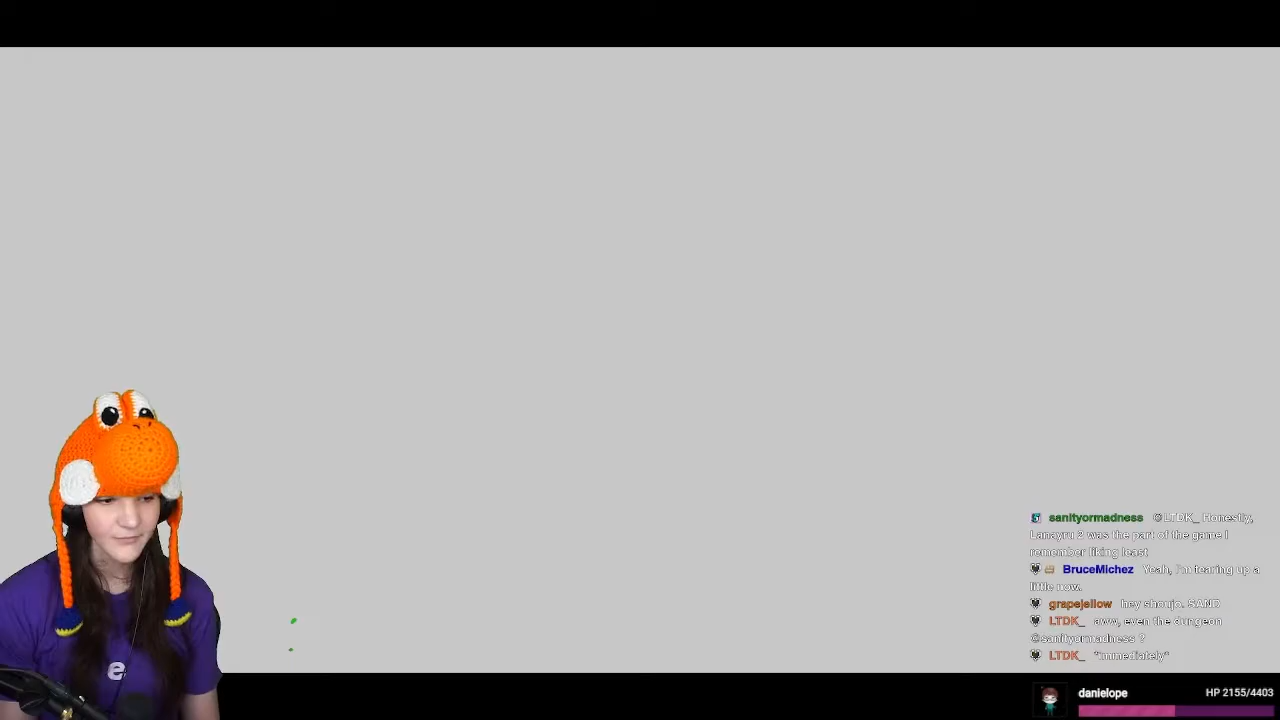 sanityormadness @LTDK_ Honestly,
Lanayru 2 was the part of the game I
remember liking least
BruceMichez Yeah, I'm tearing up a
little now.
grapejellow hey shoujo. SAND
LTDK_ aww, even the dungeon
@sanityormadness ?
LTDK_ *immediately*
e
danielope HP 2155/4403